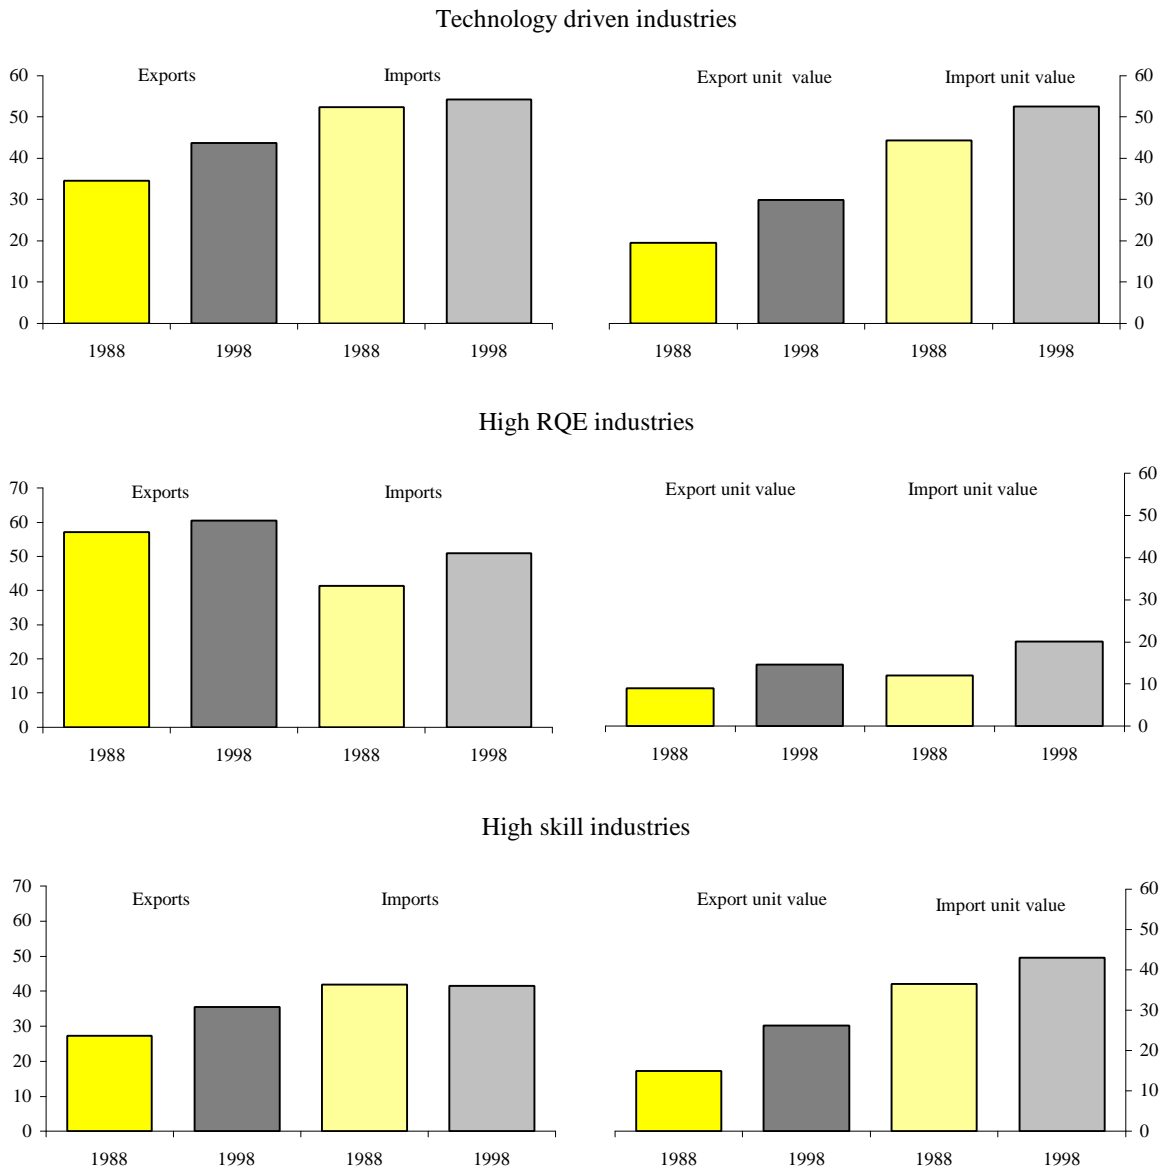 Technology driven industries
Exports Imports Export unit value Import unit value
60 60
50 50
40 40
30 30
20 20
10 10
0 0
1988 1998 1988 1998 1988 1998 1988 1998
High RQE industries
Exports Imports Export unit value Import unit value
70 60
60 50
50 40
40 30
30 20
20 10
10 0
0
1988 1998 1988 1998 1988 1998 1988 1998
High skill industries
Exports Imports Export unit value Import unit value
70 60
60 50
50 40
40 30
30 20
20 10
10 0
0
1988 1998 1988 1998 1988 1998 1988 1998